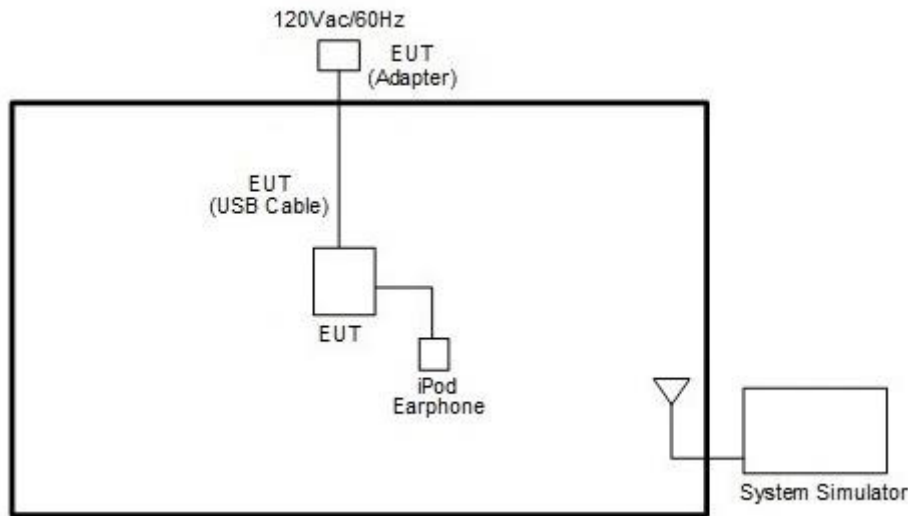 120Vac/60Hz
EUT
(Adapter)
EUT
(USB Cable)
EUT
iPod
Earphone
System Simulator